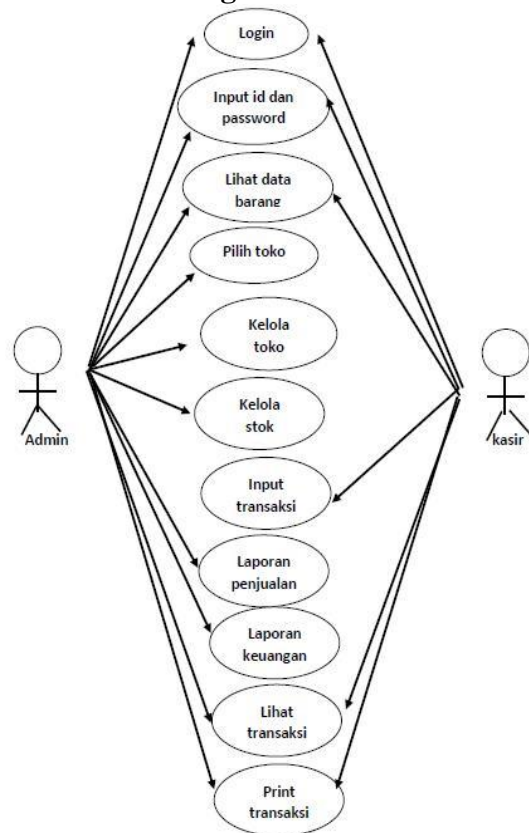 Login
Input id dan
password
Lihat data
barang
Pilih toko
Kelola
toko
Admin
kasir
Kelola
stok
Input
transaksi
Laporan
penjualan
Laporan
keuangan
Lihat
transaksi
Print
transaksi